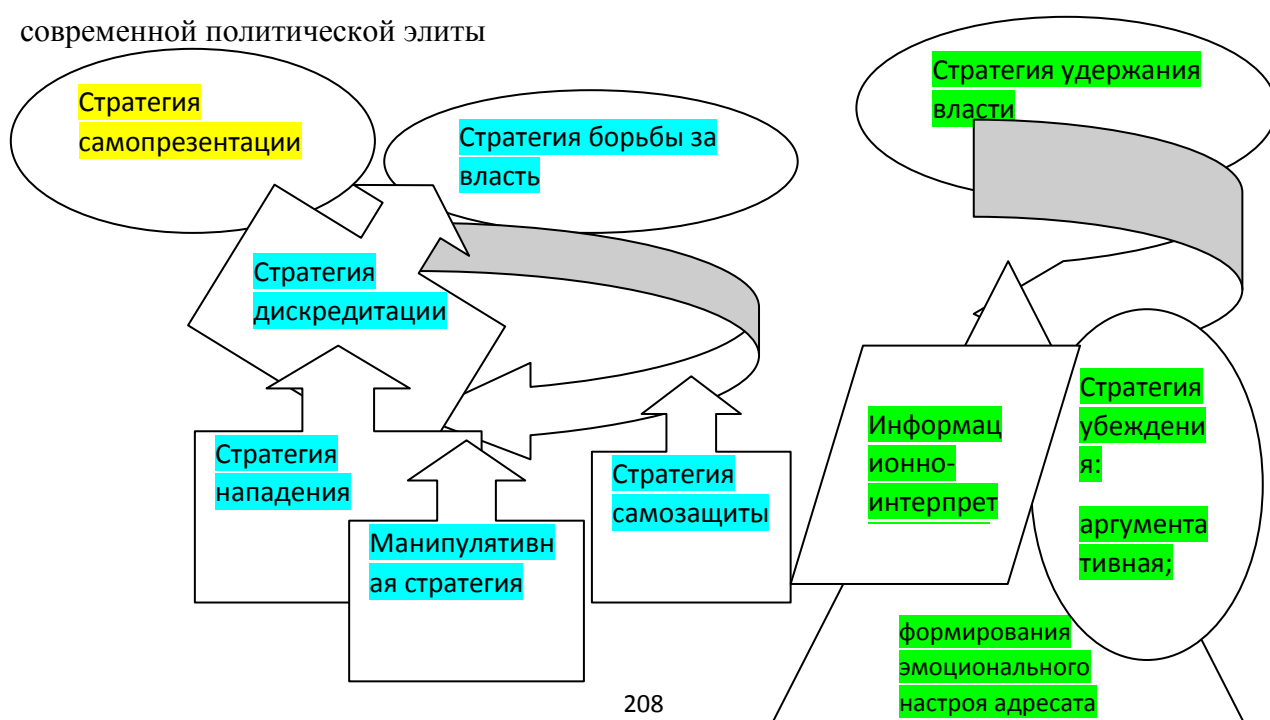 современной политической элиты
Стратегия
самопрезентации
Стратегия борьбы за
власть
Стратегия удержания
власти
Стратегия
дискредитации
Стратегия
нападения
Манипулятивн
ая стратегия
Стратегия
самозащиты
Информац
ионно-
интерпрет
Стратегия
убеждени
я:
аргумента
тивная;
формирования
эмоционального
настроя адресата
208